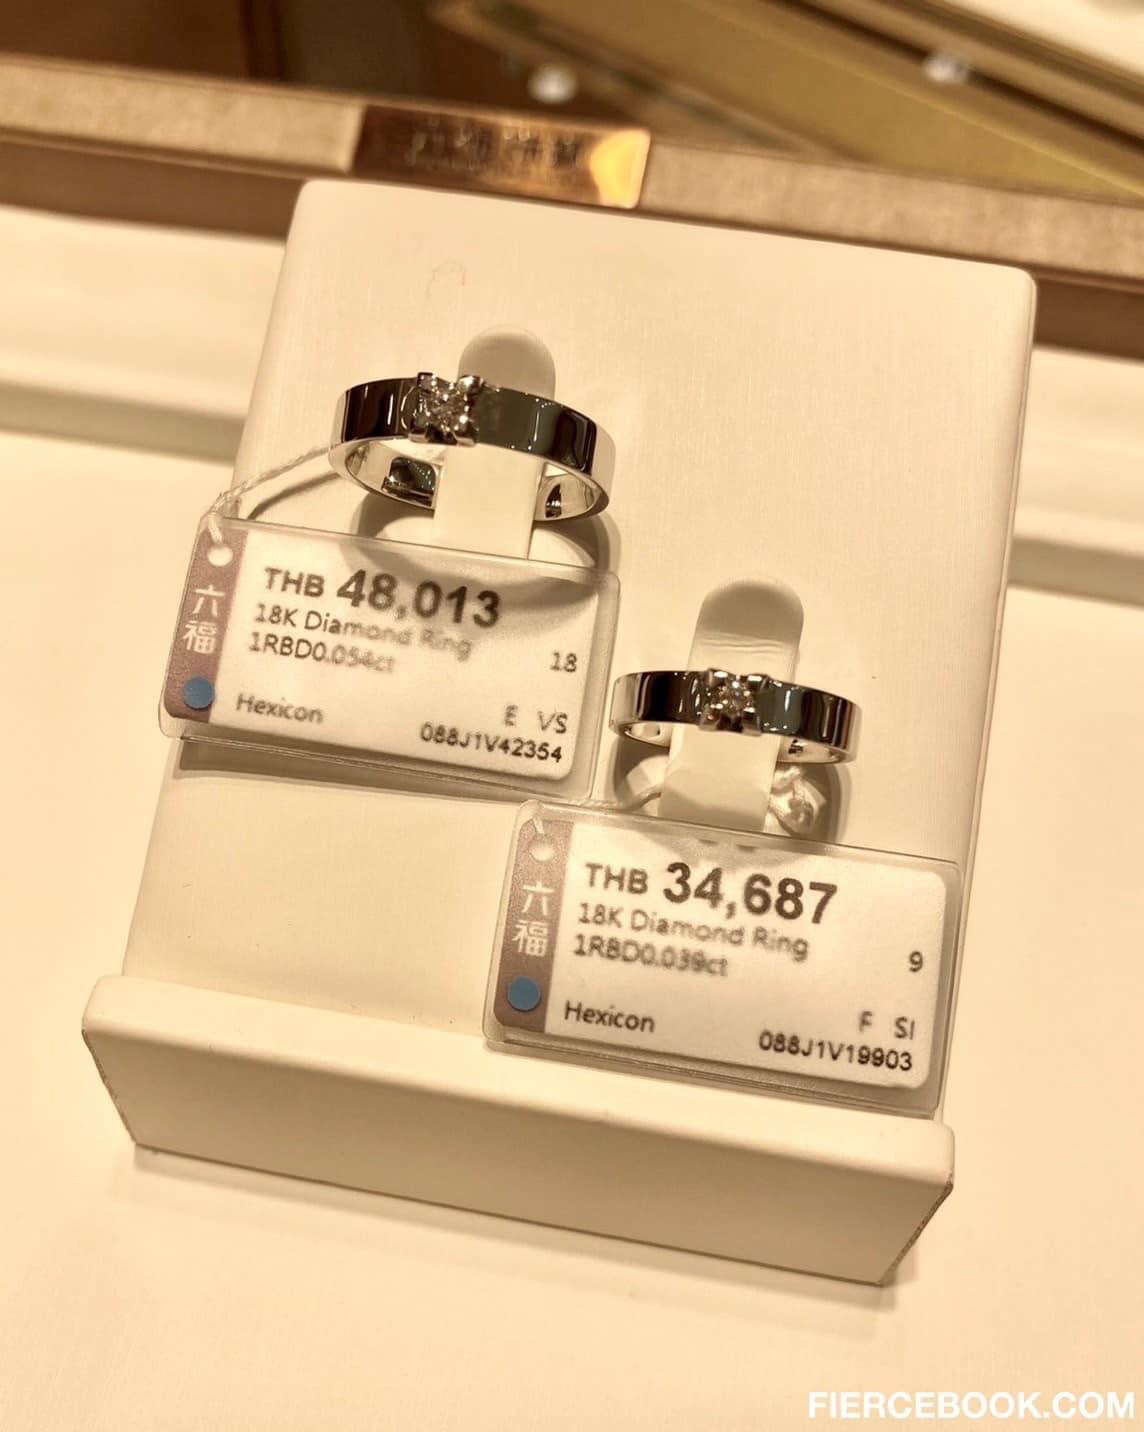 THB 48,013
18K Diamond Ring
1RBD0.054ct
18
Hexicon
E VS
088J1V42354
六福
THB 34,687
18K Diamond Ring
1RBD0.039ct
9
Hexicon
F SI
088J1V19903
六福
FIERCEBOOK.COM